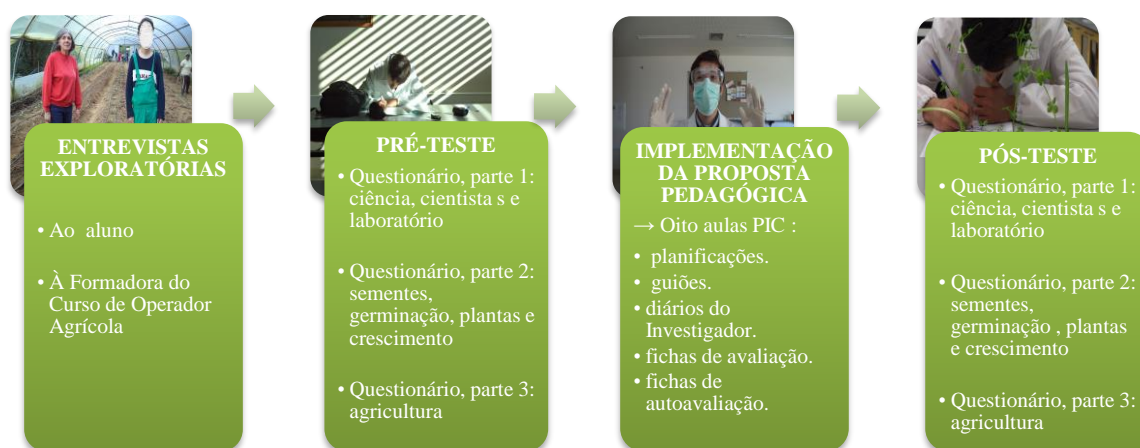 ENTREVISTAS
EXPLORATÓRIAS
• Ao aluno
• À Formadora do
Curso de Operador
Agrícola
PRÉ-TESTE
• Questionário, parte 1:
ciência, cientista s e
laboratório
• Questionário, parte 2:
sementes,
germinação, plantas e
crescimento
• Questionário, parte 3:
agricultura
IMPLEMENTAÇÃO
DA PROPOSTA
PEDAGÓGICA
→ Oito aulas PIC :
• planificações.
• guiões.
• diários do
Investigador.
• fichas de avaliação.
• fichas de
autoavaliação.
PÓS-TESTE
• Questionário, parte 1:
ciência, cientista s e
laboratório
• Questionário, parte 2:
sementes,
germinação , plantas
e crescimento
• Questionário, parte 3:
agricultura